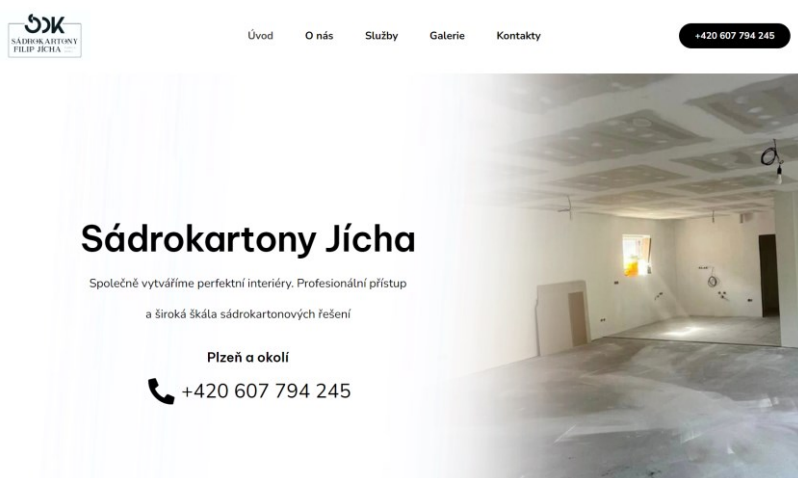 SDK
SÁDROKARTONY
FILIP JÍCHA
Úvod
O nás
Služby
Galerie
Kontakty
+420 607 794 245
Sádrokartony Jícha
Společně vytváříme perfektní interiéry. Profesionální přístup
a široká škála sádrokartonových řešení
Plzeň a okolí
+420 607 794 245